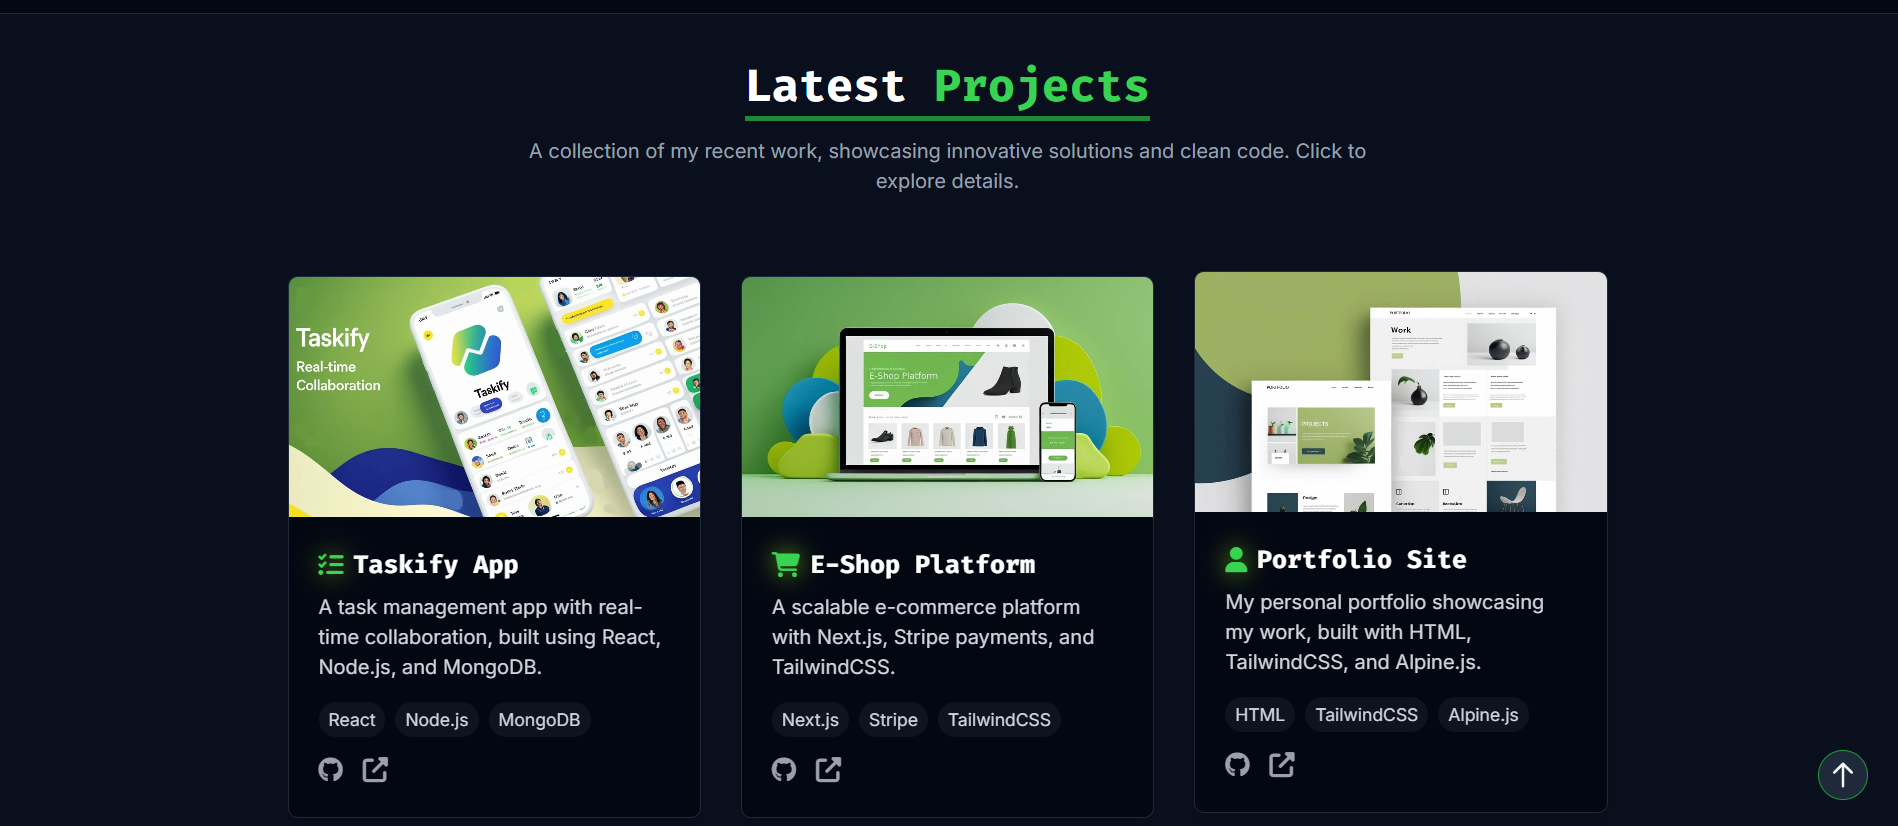 Latest Projects
A collection of my recent work, showcasing innovative solutions and clean code. Click to
explore details.
Taskify
Real-time
Collaboration
Taskify
E-Shop
E-Shop Platform
PORTFOLIO
Work
PORTFOLIO
PROJECTS
Taskify App
A task management app with real-
time collaboration, built using React,
Node.js, and MongoDB.
React Node.js MongoDB
E-Shop Platform
A scalable e-commerce platform
with Next.js, Stripe payments, and
TailwindCSS.
Next.js Stripe TailwindCSS
Portfolio Site
My personal portfolio showcasing
my work, built with HTML,
TailwindCSS, and Alpine.js.
HTML TailwindCSS Alpine.js